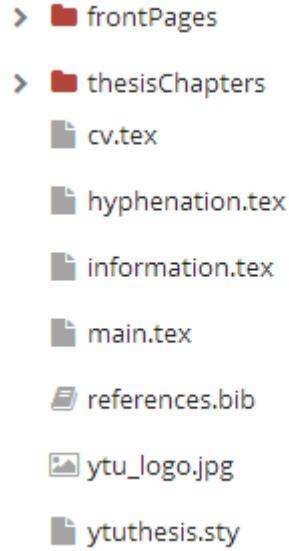 frontPages
thesisChapters
cv.tex
hyphenation.tex
information.tex
main.tex
references.bib
ytu_logo.jpg
ytuthesis.sty